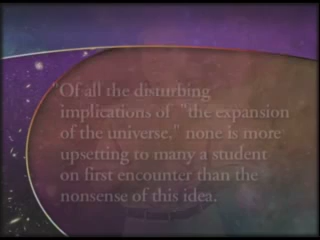 "Of all the disturbing
implications of "the expansion
of the universe," none is more
upsetting to many a student
on first encounter than the
nonsense of this idea.